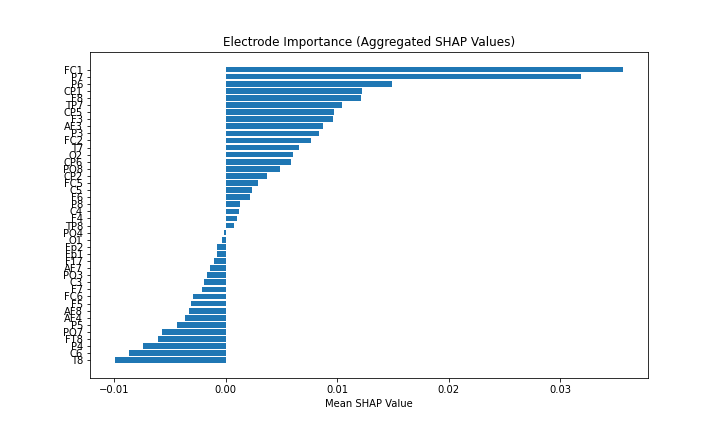 Electrode Importance (Aggregated SHAP Values)
FC1
P7
P6
CP1
F8
TP7
CP5
F3
AF3
P3
FC2
T7
O2
CP6
PO8
CP2
FC5
C5
F6
P8
C4
F4
TP8
PO4
O1
Fp2
Fp1
FT7
AF7
PO3
C3
F7
FC6
F5
AF8
AF4
P5
PO7
FT8
P4
C6
T8
−0.01 0.00 0.01 0.02 0.03
Mean SHAP Value